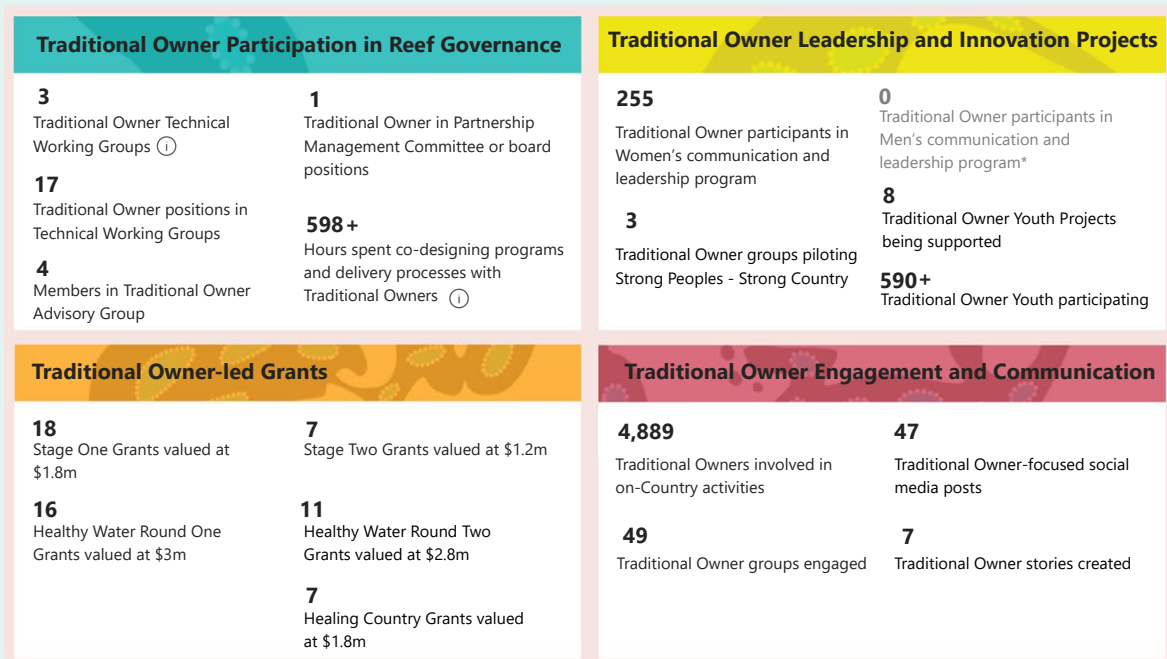 Traditional Owner Participation in Reef Governance
3
Traditional Owner Technical
Working Groups i
17
Traditional Owner positions in
Technical Working Groups
4
Members in Traditional Owner
Advisory Group
1
Traditional Owner in Partnership
Management Committee or board
positions
598+
Hours spent co-designing programs
and delivery processes with
Traditional Owners i
Traditional Owner Leadership and Innovation Projects
255
Traditional Owner participants in
Women's communication and
leadership program
3
Traditional Owner groups piloting
Strong Peoples - Strong Country
0
Traditional Owner participants in
Men's communication and
leadership program*
8
Traditional Owner Youth Projects
being supported
590+
Traditional Owner Youth participating
Traditional Owner-led Grants
18
Stage One Grants valued at
$1.8m
16
Healthy Water Round One
Grants valued at $3m
7
Stage Two Grants valued at $1.2m
11
Healthy Water Round Two
Grants valued at $2.8m
7
Healing Country Grants valued
at $1.8m
Traditional Owner Engagement and Communication
4,889
Traditional Owners involved in
on-Country activities
49
Traditional Owner groups engaged
47
Traditional Owner-focused social
media posts
7
Traditional Owner stories created